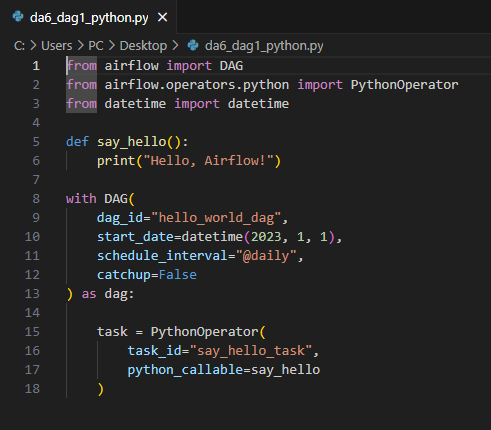 da6_dag1_python.py ×
C: > Users > PC > Desktop > da6_dag1_python.py
1 from airflow import DAG
2 from airflow.operators.python import PythonOperator
3 from datetime import datetime
4
5 def say_hello():
6     print("Hello, Airflow!")
7
8 with DAG(
9     dag_id="hello_world_dag",
10     start_date=datetime(2023, 1, 1),
11     schedule_interval="@daily",
12     catchup=False
13 ) as dag:
14
15     task = PythonOperator(
16         task_id="say_hello_task",
17         python_callable=say_hello
18     )